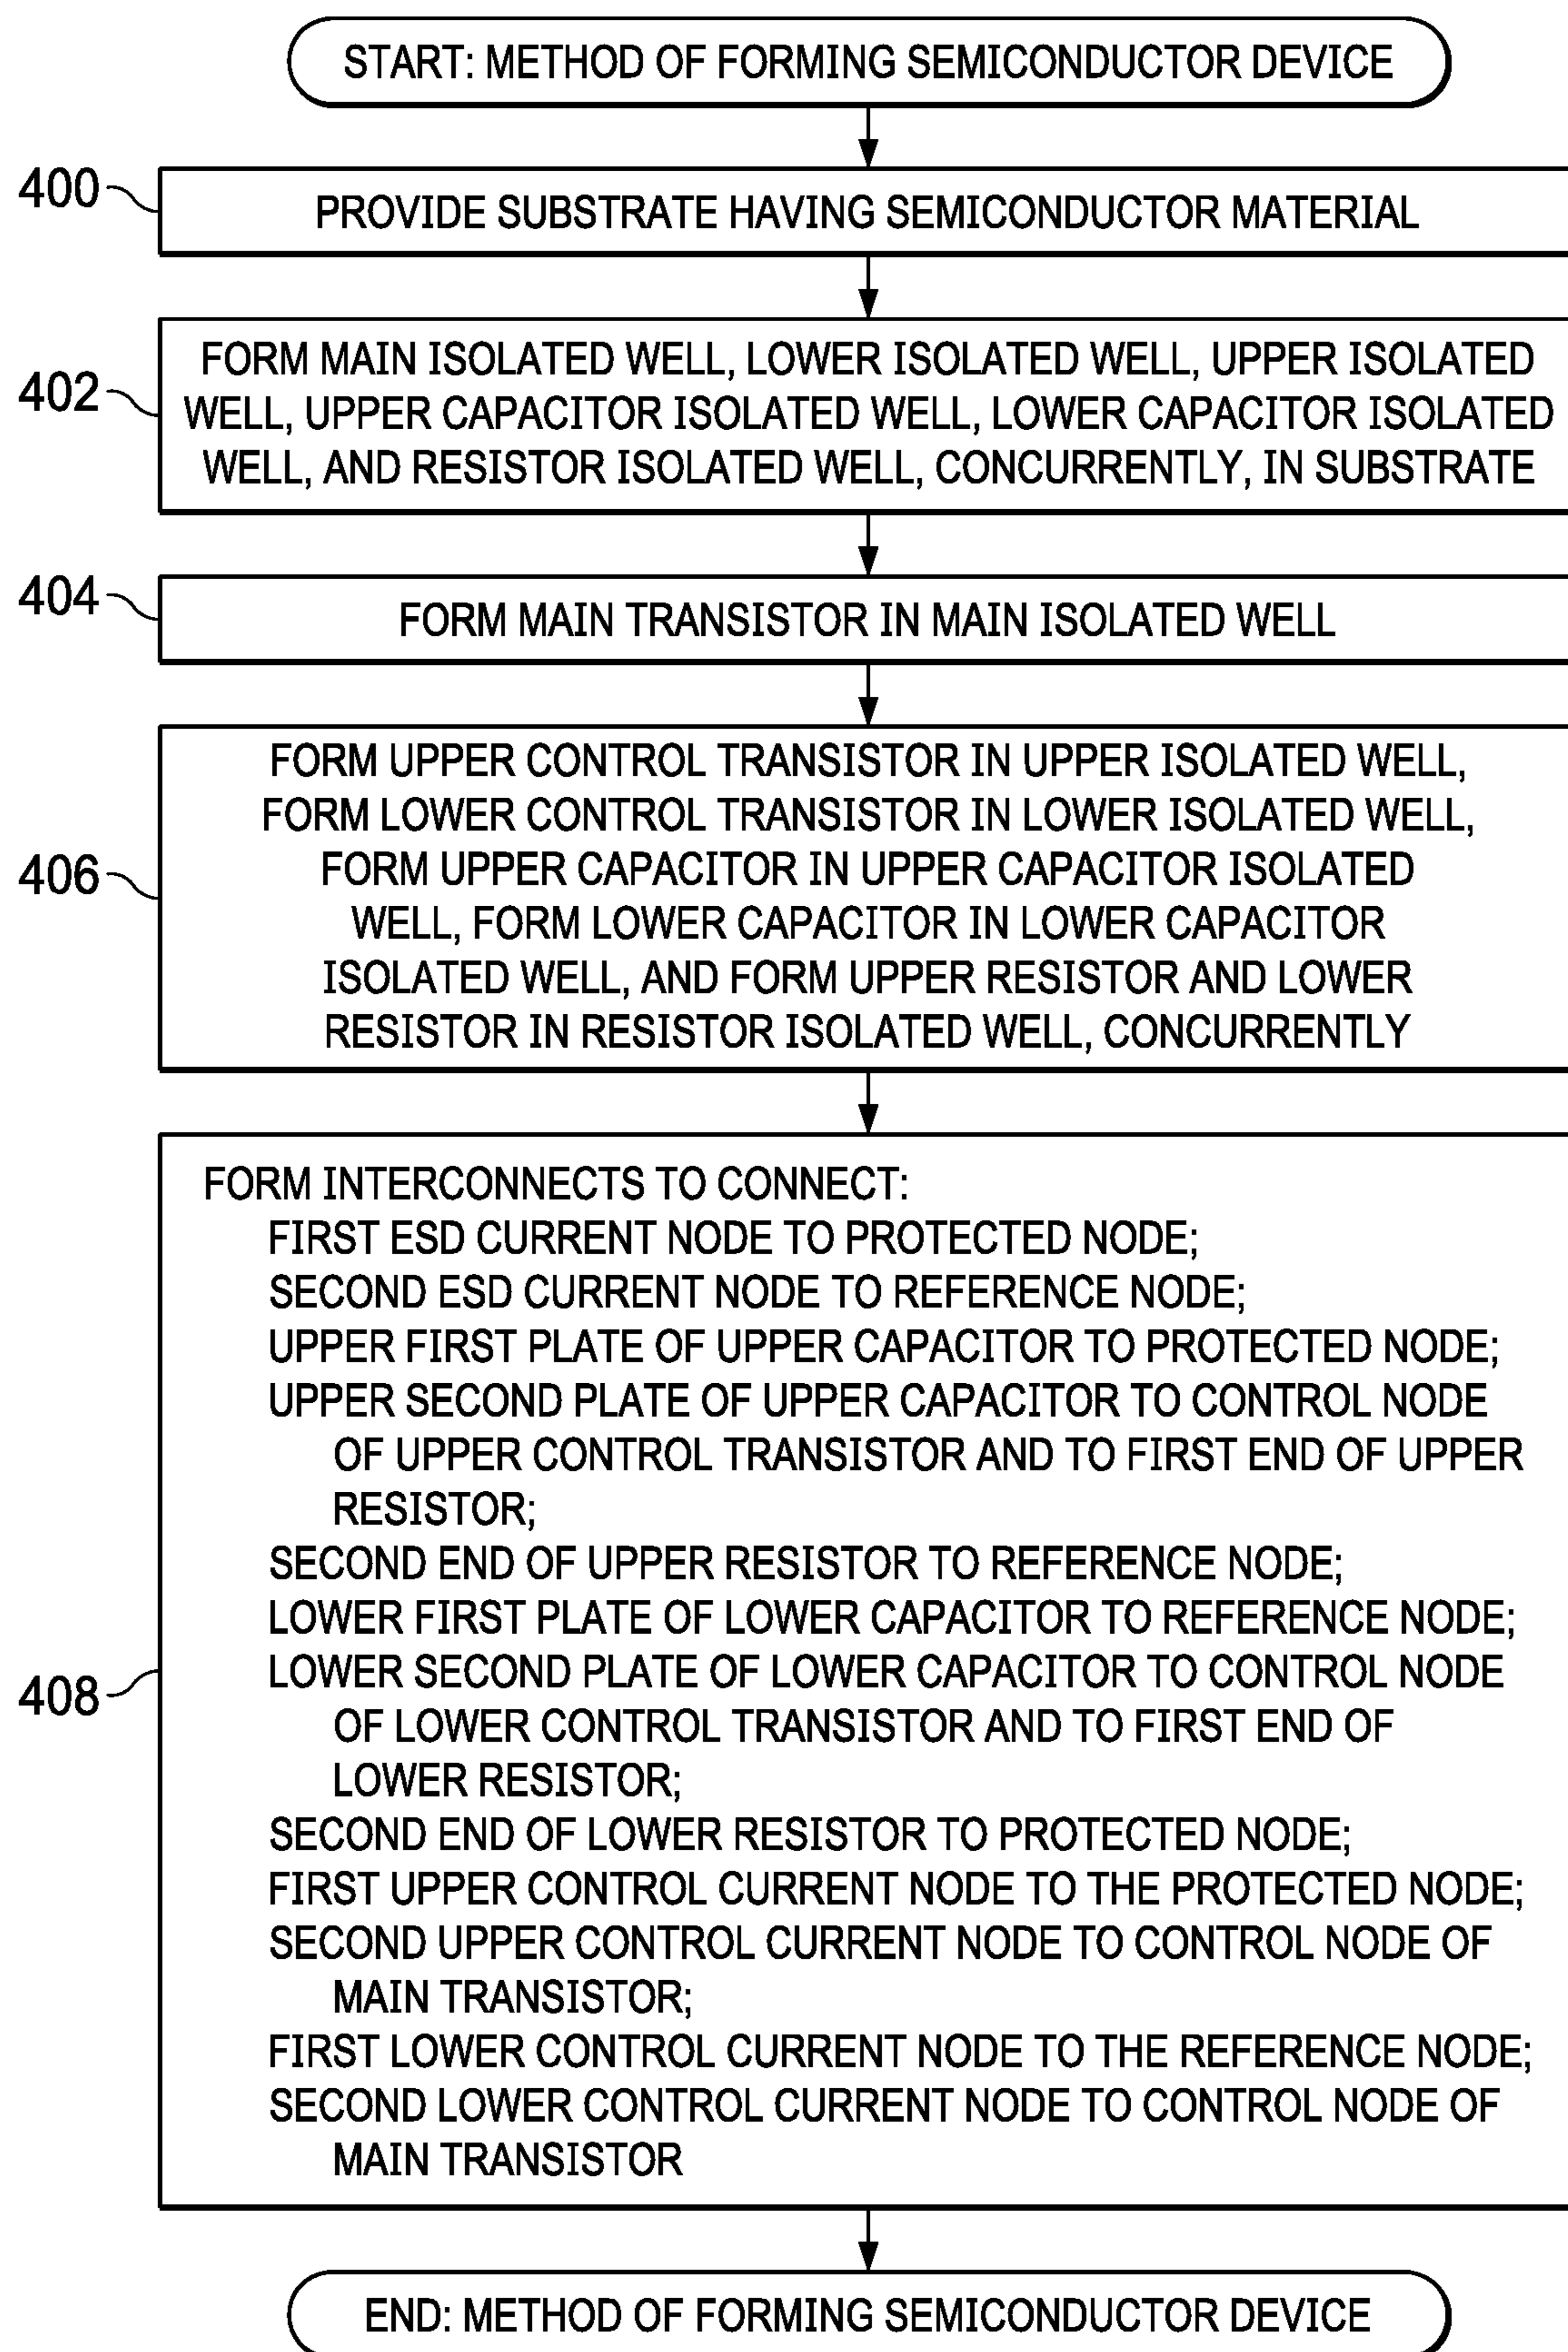 START: METHOD OF FORMING SEMICONDUCTOR DEVICE
400
PROVIDE SUBSTRATE HAVING SEMICONDUCTOR MATERIAL
402
FORM MAIN ISOLATED WELL, LOWER ISOLATED WELL, UPPER ISOLATED
WELL, UPPER CAPACITOR ISOLATED WELL, LOWER CAPACITOR ISOLATED
WELL, AND RESISTOR ISOLATED WELL, CONCURRENTLY, IN SUBSTRATE
404
FORM MAIN TRANSISTOR IN MAIN ISOLATED WELL
406
FORM UPPER CONTROL TRANSISTOR IN UPPER ISOLATED WELL,
FORM LOWER CONTROL TRANSISTOR IN LOWER ISOLATED WELL,
FORM UPPER CAPACITOR IN UPPER CAPACITOR ISOLATED
WELL, FORM LOWER CAPACITOR IN LOWER CAPACITOR
ISOLATED WELL, AND FORM UPPER RESISTOR AND LOWER
RESISTOR IN RESISTOR ISOLATED WELL, CONCURRENTLY
408
FORM INTERCONNECTS TO CONNECT:
FIRST ESD CURRENT NODE TO PROTECTED NODE;
SECOND ESD CURRENT NODE TO REFERENCE NODE;
UPPER FIRST PLATE OF UPPER CAPACITOR TO PROTECTED NODE;
UPPER SECOND PLATE OF UPPER CAPACITOR TO CONTROL NODE
OF UPPER CONTROL TRANSISTOR AND TO FIRST END OF UPPER
RESISTOR;
SECOND END OF UPPER RESISTOR TO REFERENCE NODE;
LOWER FIRST PLATE OF LOWER CAPACITOR TO REFERENCE NODE;
LOWER SECOND PLATE OF LOWER CAPACITOR TO CONTROL NODE
OF LOWER CONTROL TRANSISTOR AND TO FIRST END OF
LOWER RESISTOR;
SECOND END OF LOWER RESISTOR TO PROTECTED NODE;
FIRST UPPER CONTROL CURRENT NODE TO THE PROTECTED NODE;
SECOND UPPER CONTROL CURRENT NODE TO CONTROL NODE OF
MAIN TRANSISTOR;
FIRST LOWER CONTROL CURRENT NODE TO THE REFERENCE NODE;
SECOND LOWER CONTROL CURRENT NODE TO CONTROL NODE OF
MAIN TRANSISTOR
END: METHOD OF FORMING SEMICONDUCTOR DEVICE